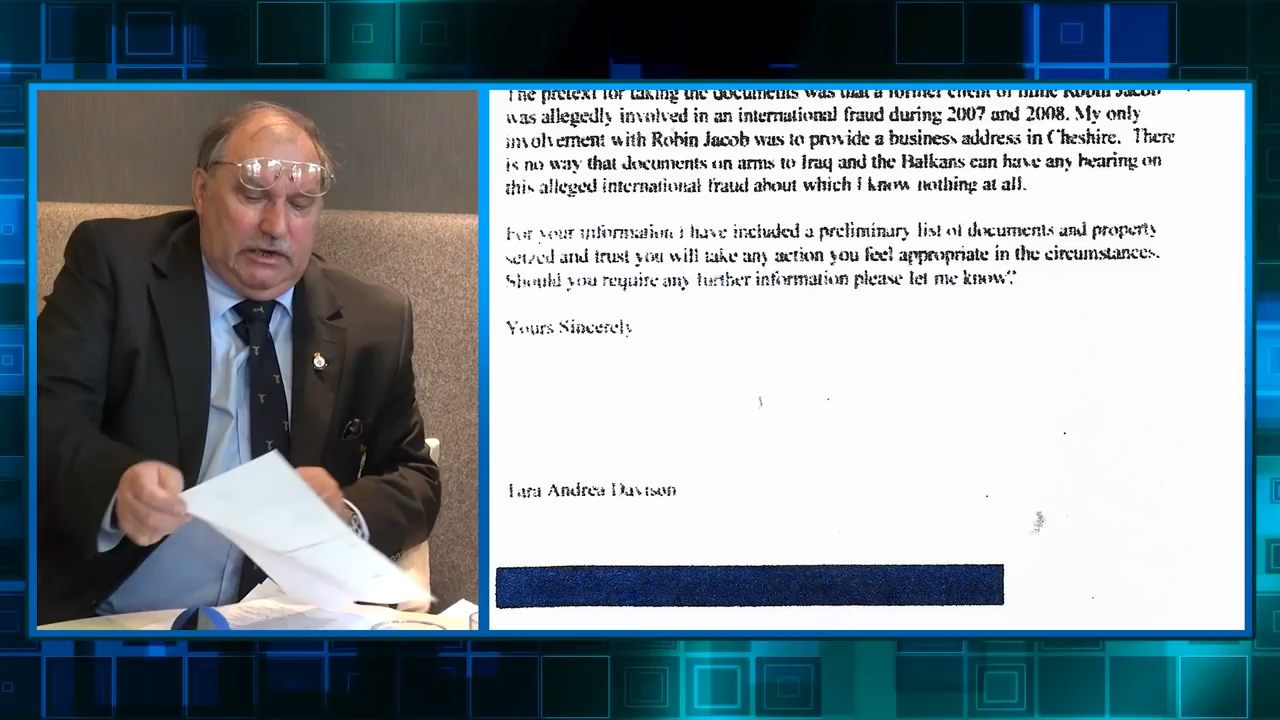 The pretext for taking the documents was that a former client of mine Robin Jacob
was allegedly involved in an international fraud during 2007 and 2008. My only
involvement with Robin Jacob was to provide a business address in Cheshire. There
is no way that documents on arms to Iraq and the Balkans can have any bearing on
this alleged international fraud about which I know nothing at all.
For your information I have included a preliminary list of documents and property
seized and trust you will take any action you feel appropriate in the circumstances.
Should you require any further information please let me know?
Yours Sincerely
Tara Andrea Davison